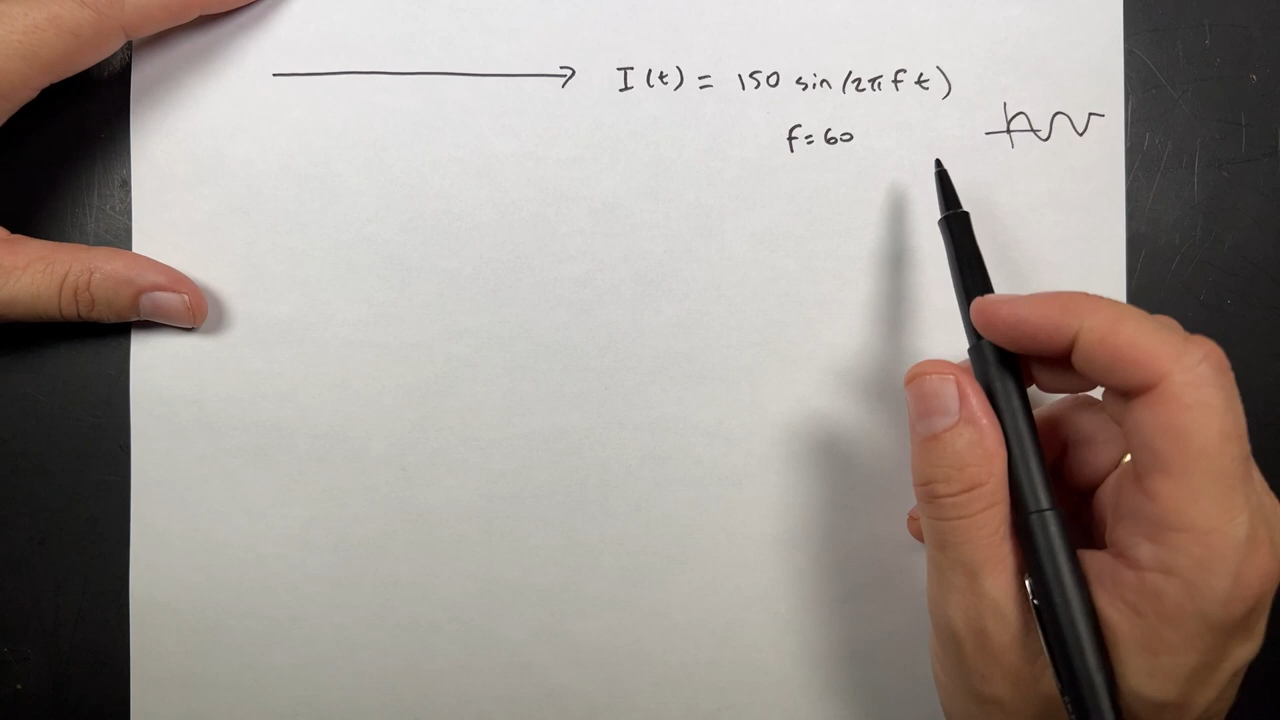 I(t) = 150 sin(2πft)
f=60